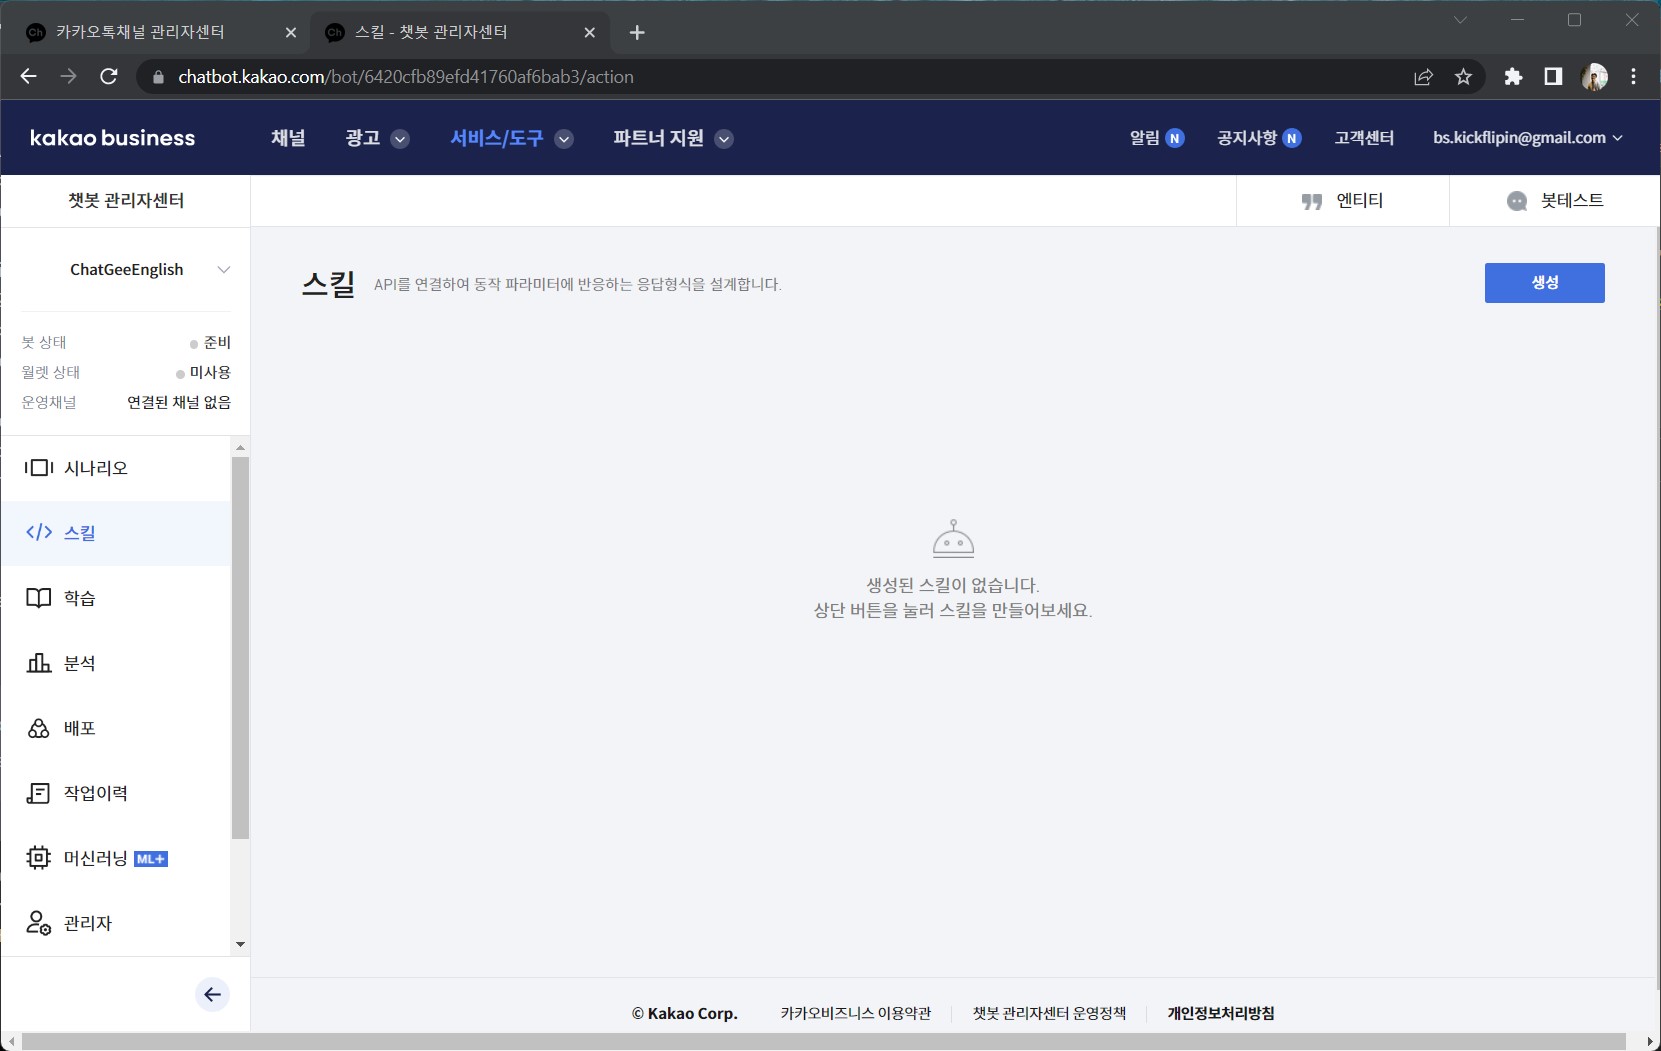 카카오톡채널 관리자센터
스킬 - 챗봇 관리자센터
chatbot.kakao.com/bot/6420cfb89efd41760af6bab3/action
kakao business 채널 광고 서비스/도구 파트너 지원 알림 N 공지사항 N 고객센터 bs.kickflipin@gmail.com
챗봇 관리자센터 엔티티 봇테스트
ChatGeeEnglish
봇 상태 준비
월렛 상태 미사용
운영채널 연결된 채널 없음
시나리오
스킬
학습
분석
배포
작업이력
머신러닝 ML+
관리자
스킬 API를 연결하여 동작 파라미터에 반응하는 응답형식을 설계합니다. 생성
생성된 스킬이 없습니다.
상단 버튼을 눌러 스킬을 만들어보세요.
© Kakao Corp. 카카오비즈니스 이용약관 챗봇 관리자센터 운영정책 개인정보처리방침